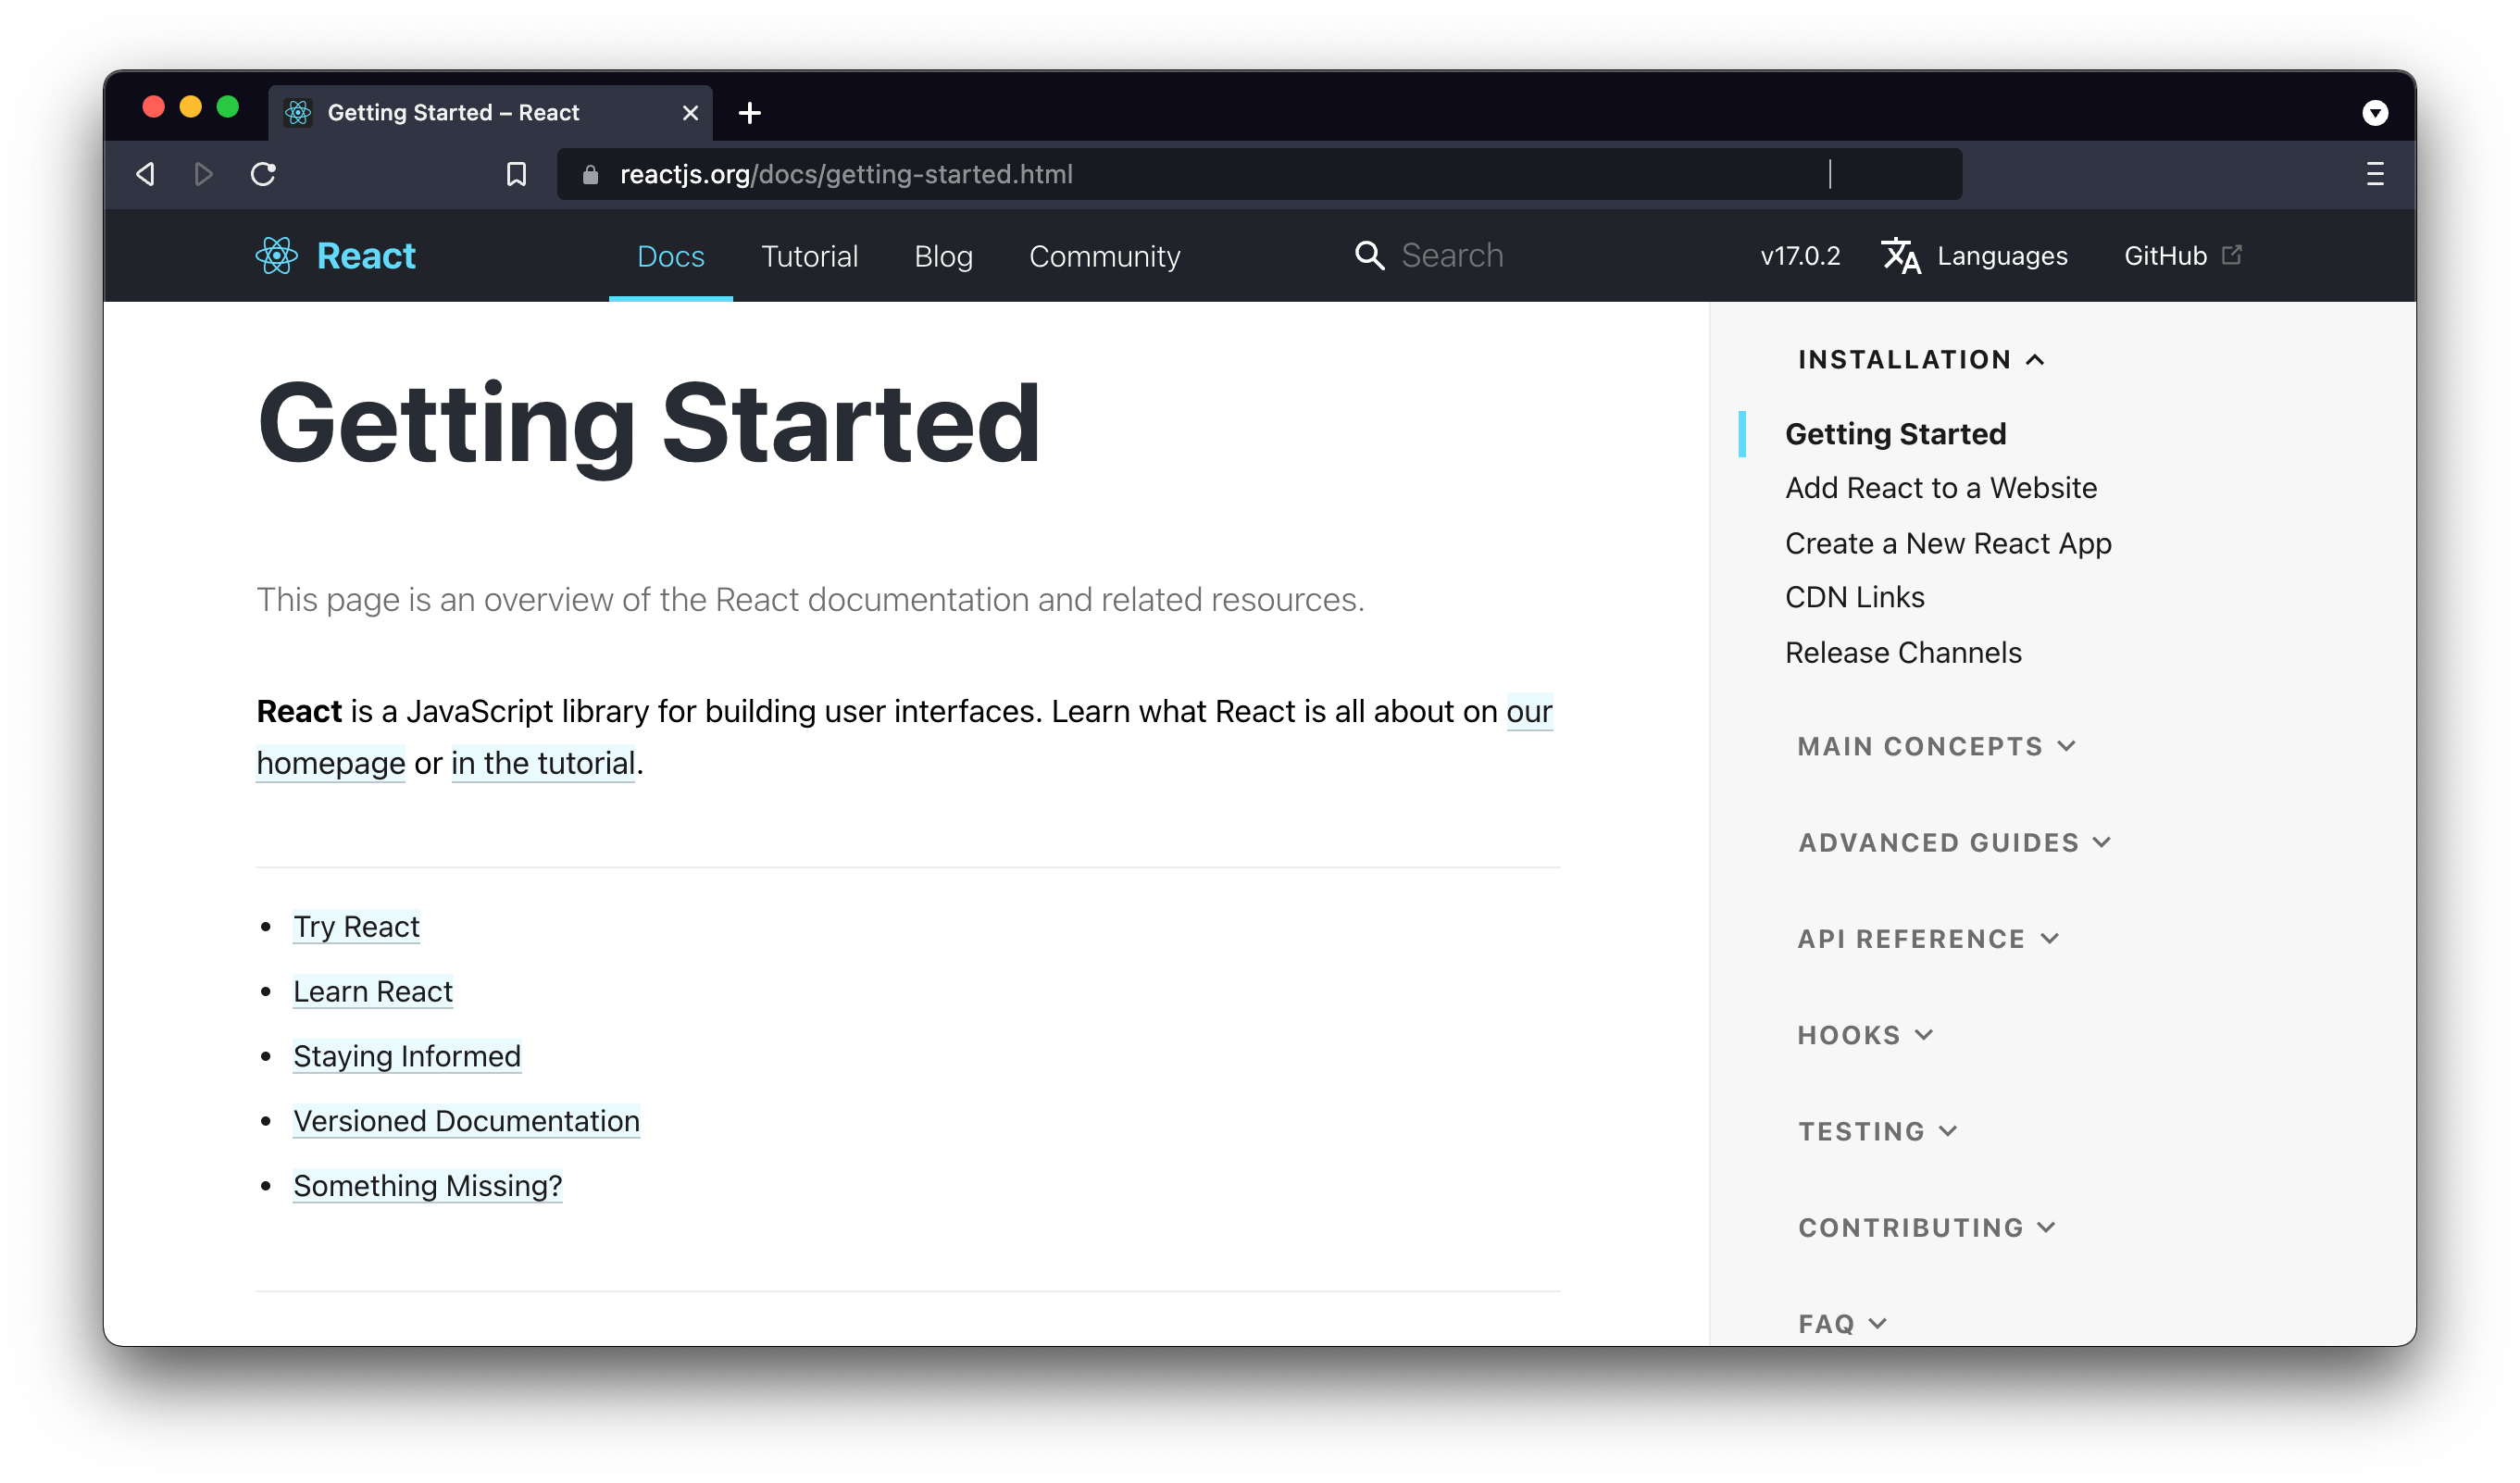 Getting Started – React
reactjs.org/docs/getting-started.html
React
Docs
Tutorial
Blog
Community
Search
v17.0.2
Languages
GitHub
Getting Started
This page is an overview of the React documentation and related resources.
React is a JavaScript library for building user interfaces. Learn what React is all about on our
homepage or in the tutorial.
Try React
Learn React
Staying Informed
Versioned Documentation
Something Missing?
INSTALLATION
Getting Started
Add React to a Website
Create a New React App
CDN Links
Release Channels
MAIN CONCEPTS
ADVANCED GUIDES
API REFERENCE
HOOKS
TESTING
CONTRIBUTING
FAQ